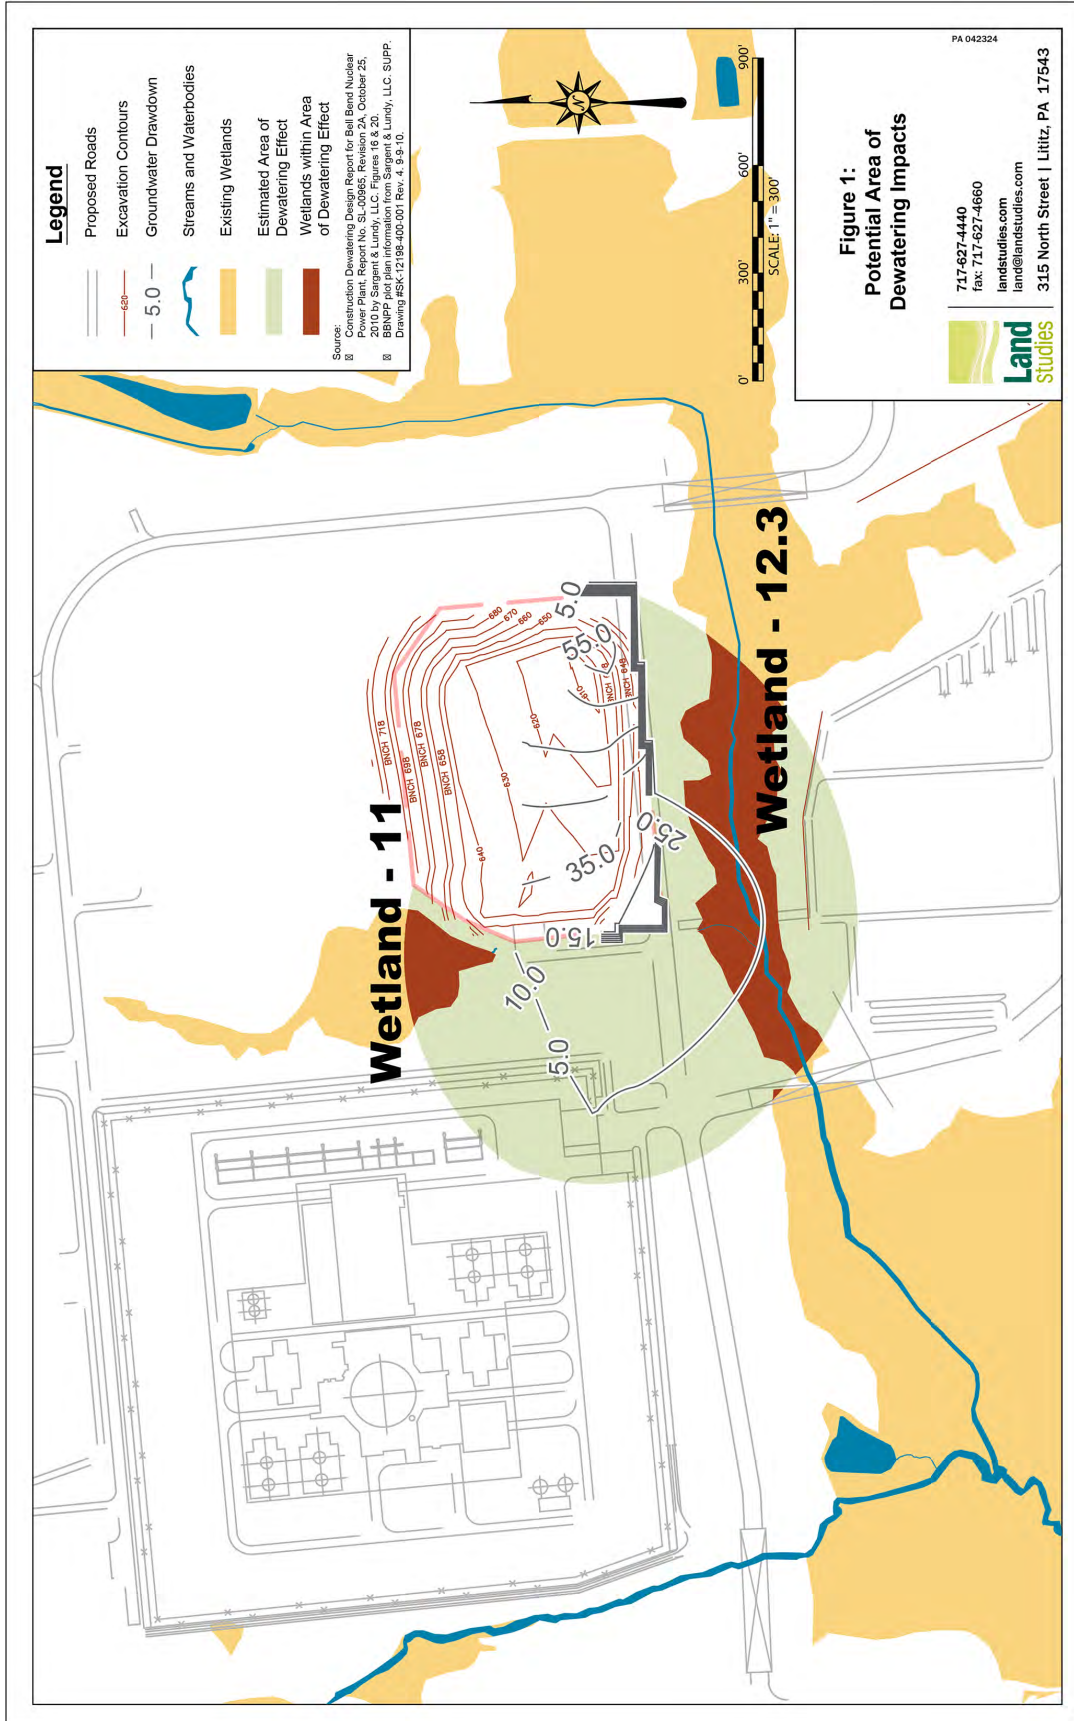 Legend
Proposed Roads
620
Excavation Contours
5.0
Groundwater Drawdown
Streams and Waterbodies
Existing Wetlands
Estimated Area of
Dewatering Effect
Wetlands within Area
of Dewatering Effect
Source:
Construction Dewatering Design Report for Bell Bend Nuclear
Power Plant, Report No. SL-00965, Revision 2A, October 25,
2010 by Sargent & Lundy, LLC. Figures 16 & 20.
BBNPP plot plan information from Sargent & Lundy, LLC. SUPP.
Drawing #SK-12198-400-001 Rev. 4. 9-9-10.
N
0' 300' 600' 900'
SCALE: 1" = 300'
Wetland - 11
Wetland - 12.3
BNCH 718
BNCH 698
BNCH 678
BNCH 658
680
670
660
650
640
630
620
610
BNCH 648
5.0
55.0
35.0
25.0
15.0
10.0
5.0
PA 042324
Figure 1:
Potential Area of
Dewatering Impacts
Land
Studies
717-627-4440
fax: 717-627-4660
landstudies.com
land@landstudies.com
315 North Street | Lititz, PA 17543